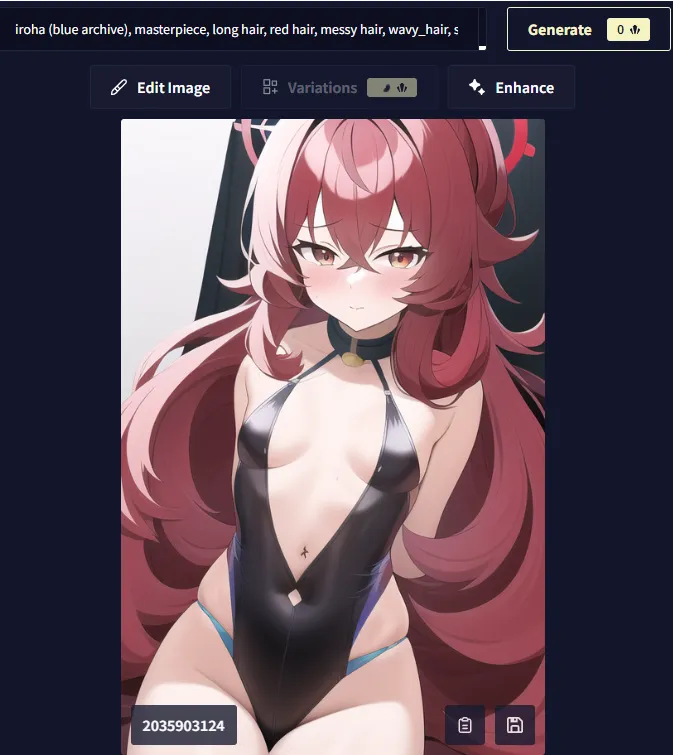 iroha (blue archive), masterpiece, long hair, red hair, messy hair, wavy_hair, s
Generate 0
Edit Image Variations Enhance
2035903124